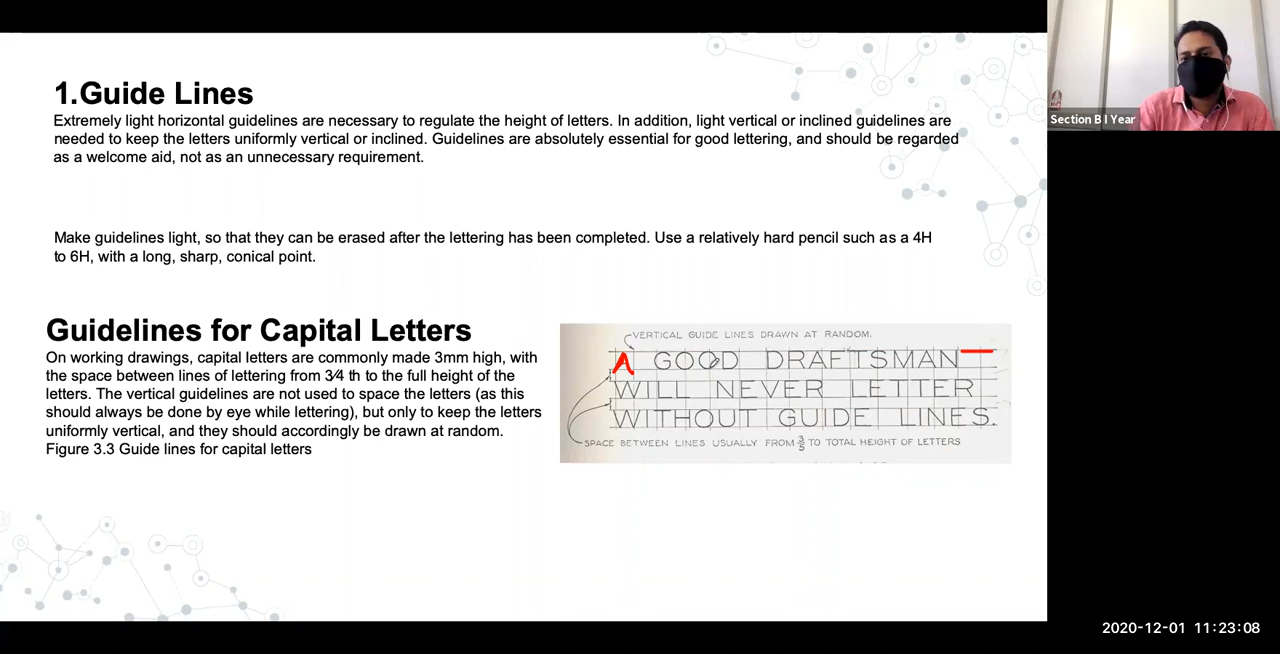 1.Guide Lines
Extremely light horizontal guidelines are necessary to regulate the height of letters. In addition, light vertical or inclined guidelines are
needed to keep the letters uniformly vertical or inclined. Guidelines are absolutely essential for good lettering, and should be regarded
as a welcome aid, not as an unnecessary requirement.
Make guidelines light, so that they can be erased after the lettering has been completed. Use a relatively hard pencil such as a 4H
to 6H, with a long, sharp, conical point.
Guidelines for Capital Letters
On working drawings, capital letters are commonly made 3mm high, with
the space between lines of lettering from 3⁄4 th to the full height of the
letters. The vertical guidelines are not used to space the letters (as this
should always be done by eye while lettering), but only to keep the letters
uniformly vertical, and they should accordingly be drawn at random.
Figure 3.3 Guide lines for capital letters
VERTICAL GUIDE LINES DRAWN AT RANDOM.
A GOOD DRAFTSMAN
WILL NEVER LETTER
WITHOUT GUIDE LINES.
SPACE BETWEEN LINES USUALLY FROM 3/5 TO TOTAL HEIGHT OF LETTERS
Section B I Year
2020-12-01 11:23:08